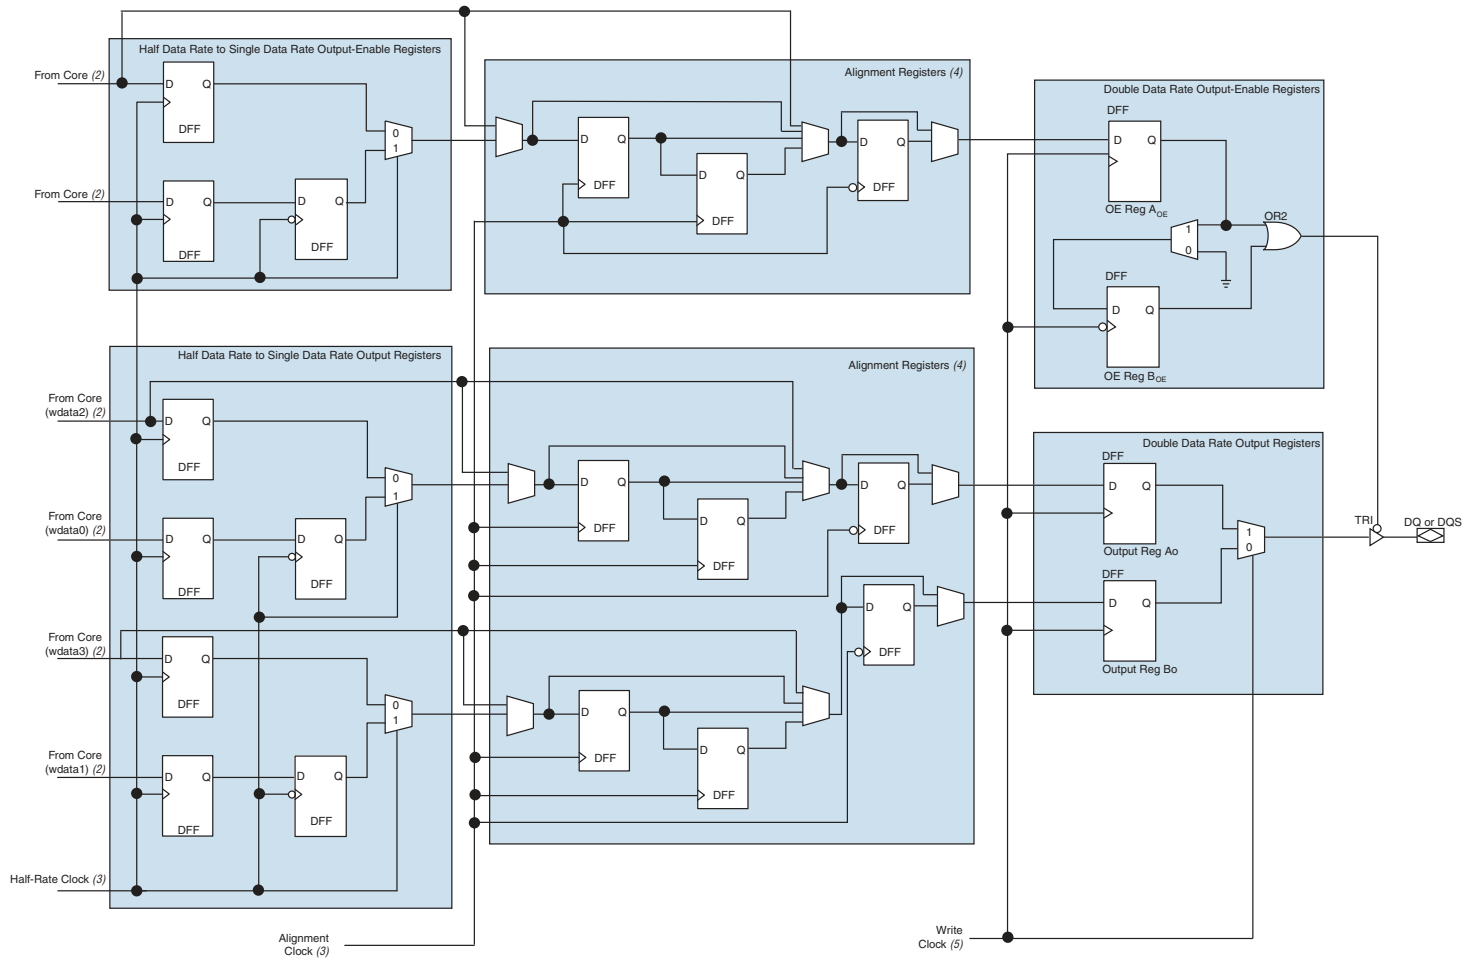 Half Data Rate to Single Data Rate Output-Enable Registers
From Core (2)
D Q
DFF
0
1
From Core (2)
D Q
DFF
D Q
DFF
Alignment Registers (4)
D Q
DFF
D Q
DFF
D Q
DFF
Double Data Rate Output-Enable Registers
DFF
D Q
OE Reg AOE
1
0
OR2
DFF
D Q
OE Reg BOE
Half Data Rate to Single Data Rate Output Registers
From Core
(wdata2) (2)
D Q
DFF
0
1
From Core
(wdata0) (2)
D Q
DFF
D Q
DFF
From Core
(wdata3) (2)
D Q
DFF
0
1
From Core
(wdata1) (2)
D Q
DFF
D Q
DFF
Half-Rate Clock (3)
Alignment Registers (4)
D Q
DFF
D Q
DFF
D Q
DFF
D Q
DFF
D Q
DFF
D Q
DFF
Alignment
Clock (3)
Double Data Rate Output Registers
DFF
D Q
Output Reg Ao
1
0
DFF
D Q
Output Reg Bo
TRI
DQ or DQS
Write
Clock (5)